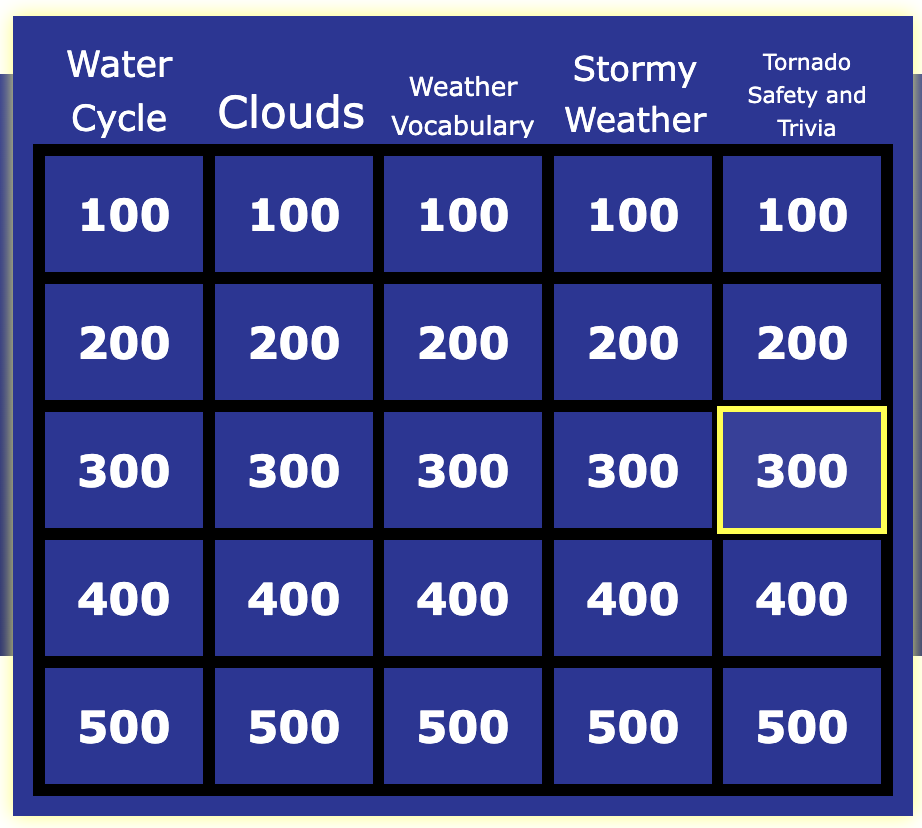 Water
Cycle
Clouds
Weather
Vocabulary
Stormy
Weather
Tornado
Safety and
Trivia
100 100 100 100 100
200 200 200 200 200
300 300 300 300 300
400 400 400 400 400
500 500 500 500 500